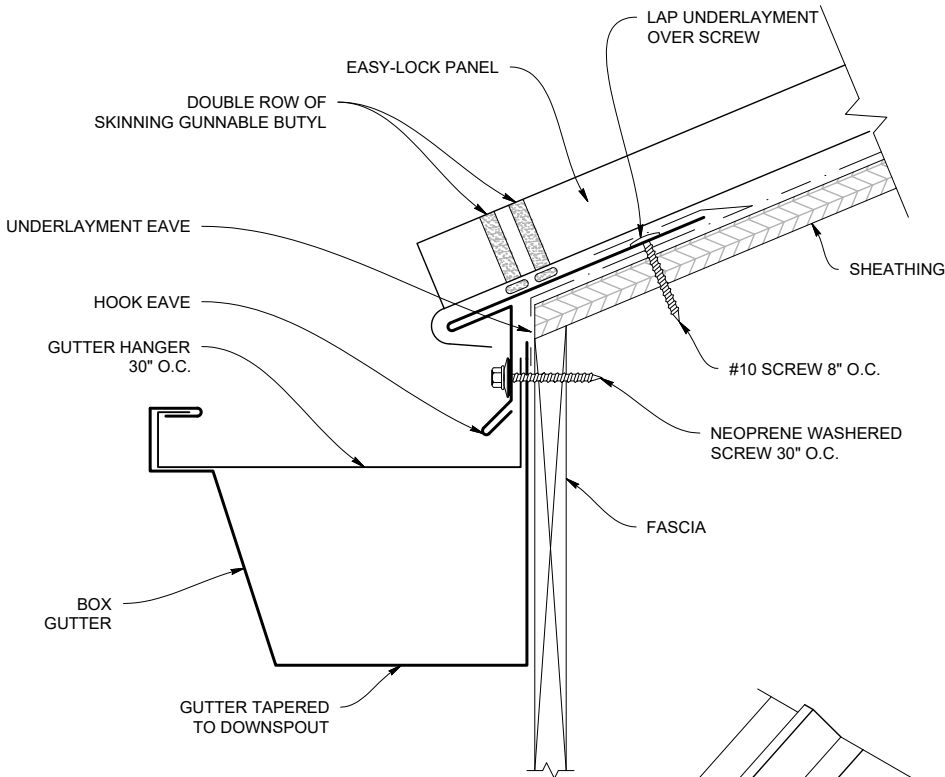 LAP UNDERLAYMENT
OVER SCREW
EASY-LOCK PANEL
DOUBLE ROW OF
SKINNING GUNNABLE BUTYL
UNDERLAYMENT EAVE
SHEATHING
HOOK EAVE
GUTTER HANGER
30" O.C.
#10 SCREW 8" O.C.
NEOPRENE WASHERED
SCREW 30" O.C.
FASCIA
BOX
GUTTER
GUTTER TAPERED
TO DOWNSPOUT